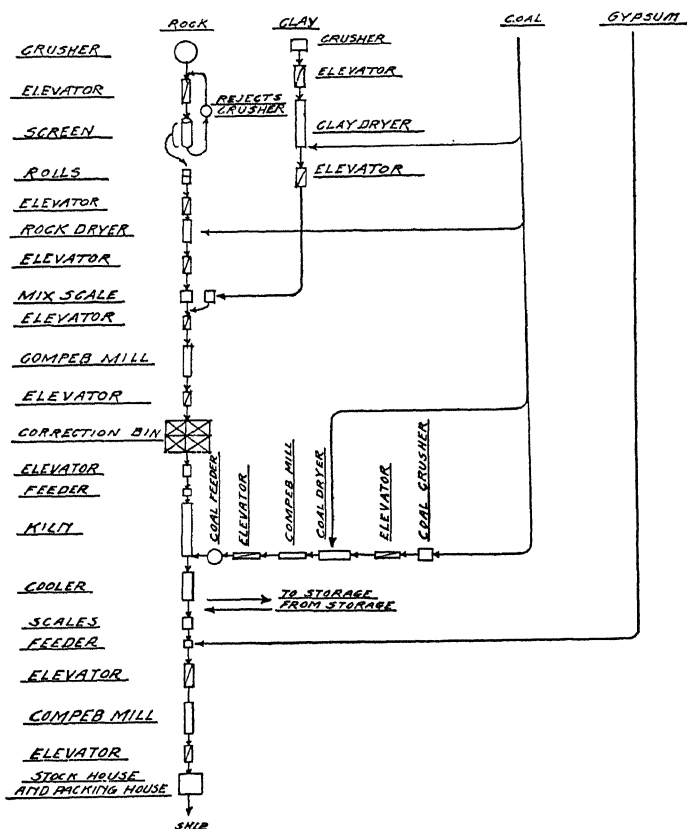 ROCK
CLAY
COAL
GYPSUM
CRUSHER
CRUSHER
ELEVATOR
ELEVATOR
REJECTS
CRUSHER
SCREEN
CLAY DRYER
ROLLS
ELEVATOR
ELEVATOR
ROCK DRYER
ELEVATOR
MIX SCALE
ELEVATOR
COMPEB MILL
ELEVATOR
CORRECTION BIN
ELEVATOR
FEEDER
KILN
COAL FEEDER
ELEVATOR
COMPEB MILL
COAL DRYER
ELEVATOR
COAL CRUSHER
COOLER
TO STORAGE
FROM STORAGE
SCALES
FEEDER
ELEVATOR
COMPEB MILL
ELEVATOR
STOCK HOUSE
AND PACKING HOUSE
SHIP